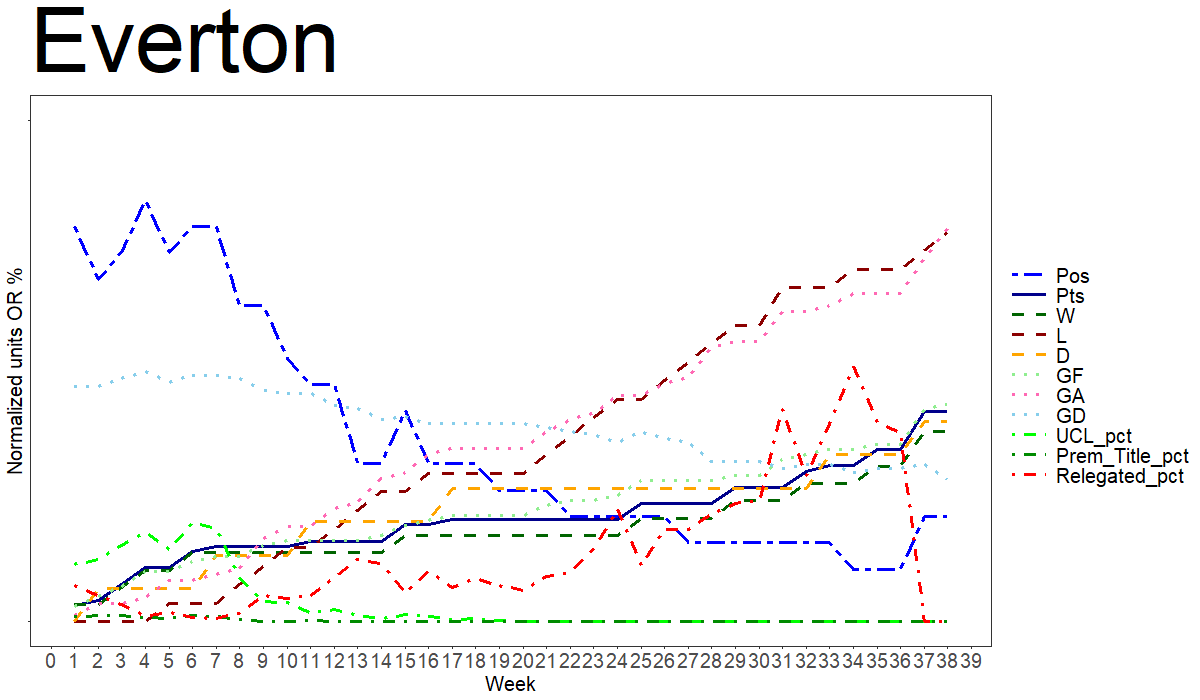 Everton
Normalized units OR %
Pos
Pts
W
L
D
GF
GA
GD
UCL_pct
Prem_Title_pct
Relegated_pct
0 1 2 3 4 5 6 7 8 9 10 11 12 13 14 15 16 17 18 19 20 21 22 23 24 25 26 27 28 29 30 31 32 33 34 35 36 37 38 39
Week